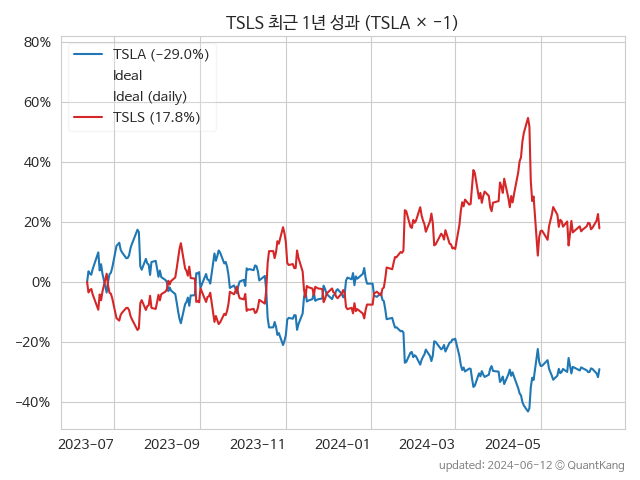 TSLS 최근 1년 성과 (TSLA × −1)
80%
60%
40%
20%
0%
−20%
−40%
TSLA (−29.0%)
Ideal
Ideal (daily)
TSLS (17.8%)
2023-07
2023-09
2023-11
2024-01
2024-03
2024-05
updated: 2024-06-12 © QuantKang